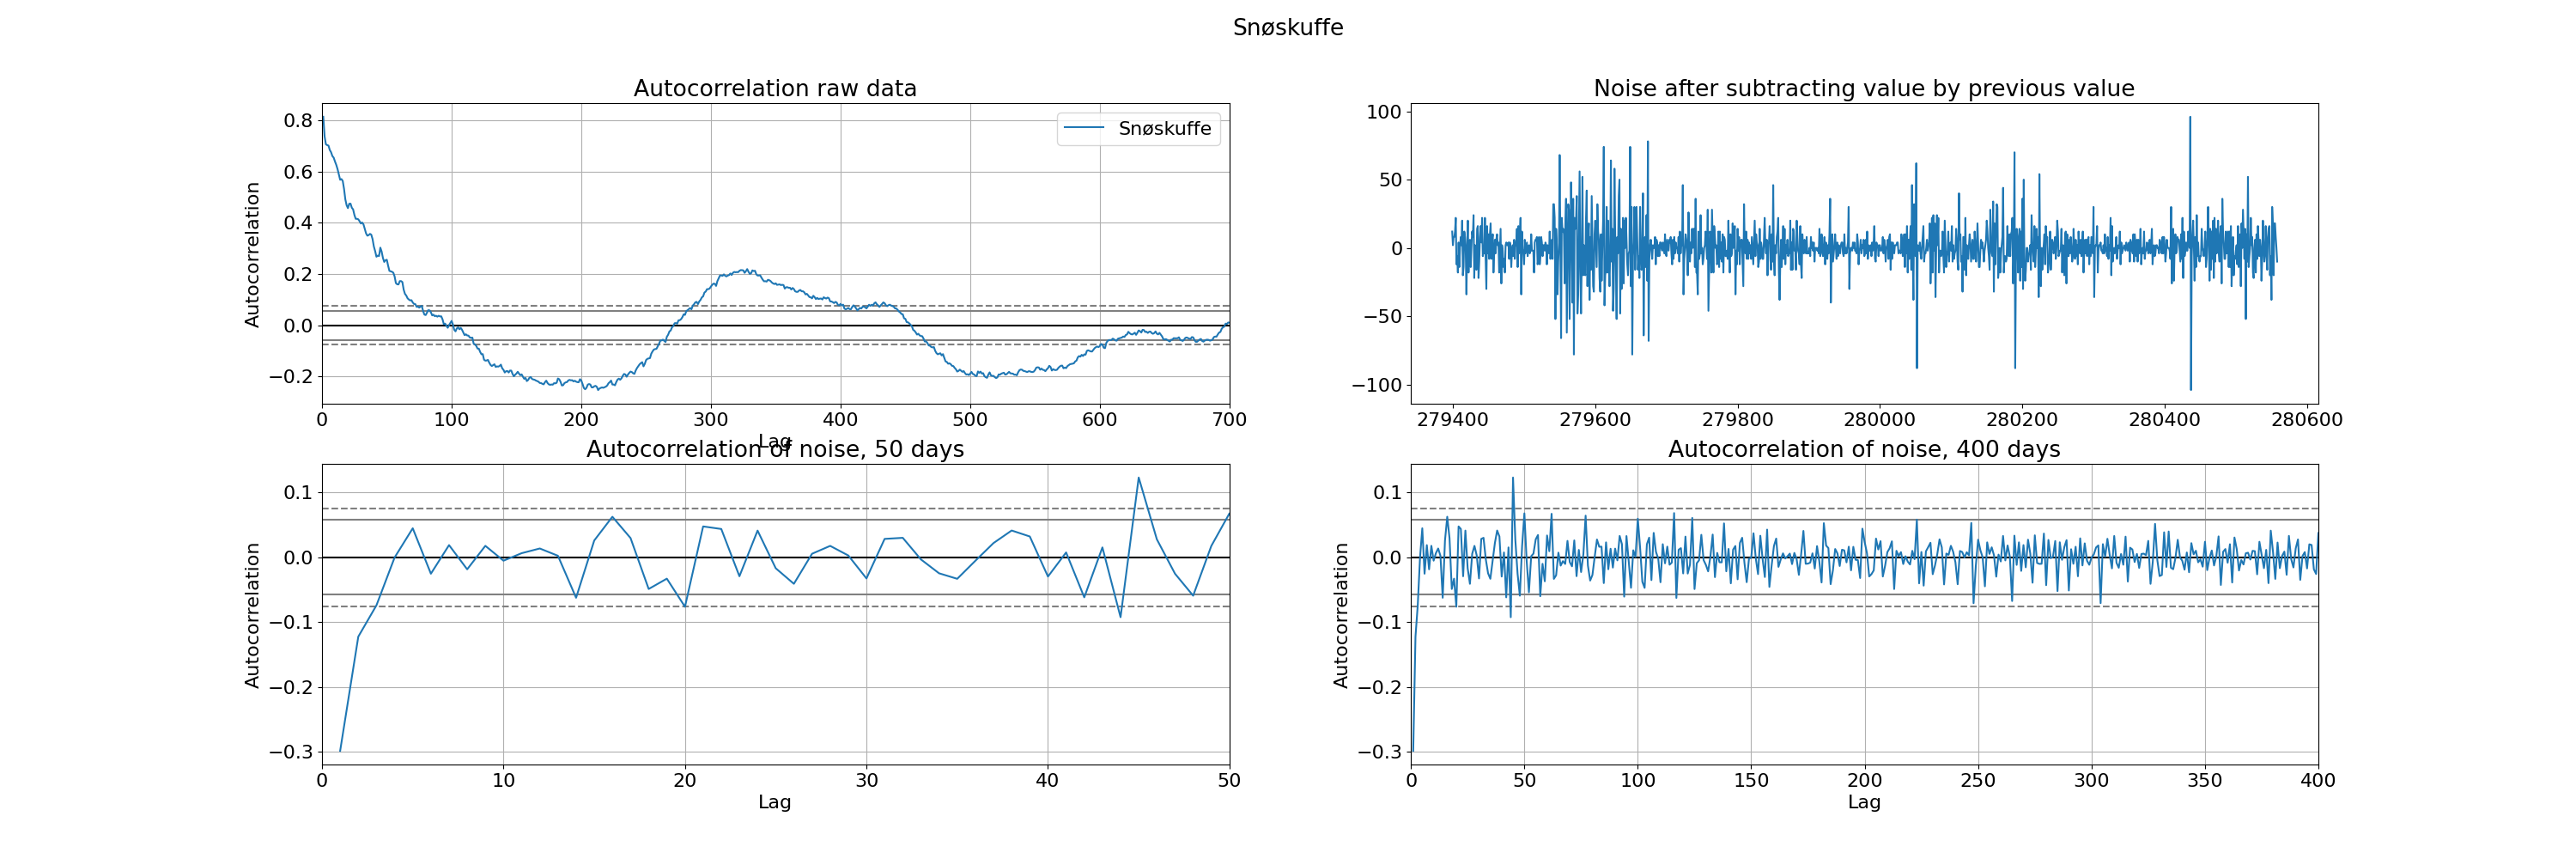 Snøskuffe
Autocorrelation raw data
Autocorrelation
0.8
0.6
0.4
0.2
0.0
−0.2
Snøskuffe
0 100 200 300 400 500 600 700
Lag
Noise after subtracting value by previous value
100
50
0
−50
−100
279400 279600 279800 280000 280200 280400 280600
Autocorrelation of noise, 50 days
Autocorrelation
0.1
0.0
−0.1
−0.2
−0.3
0 10 20 30 40 50
Lag
Autocorrelation of noise, 400 days
Autocorrelation
0.1
0.0
−0.1
−0.2
−0.3
0 50 100 150 200 250 300 350 400
Lag